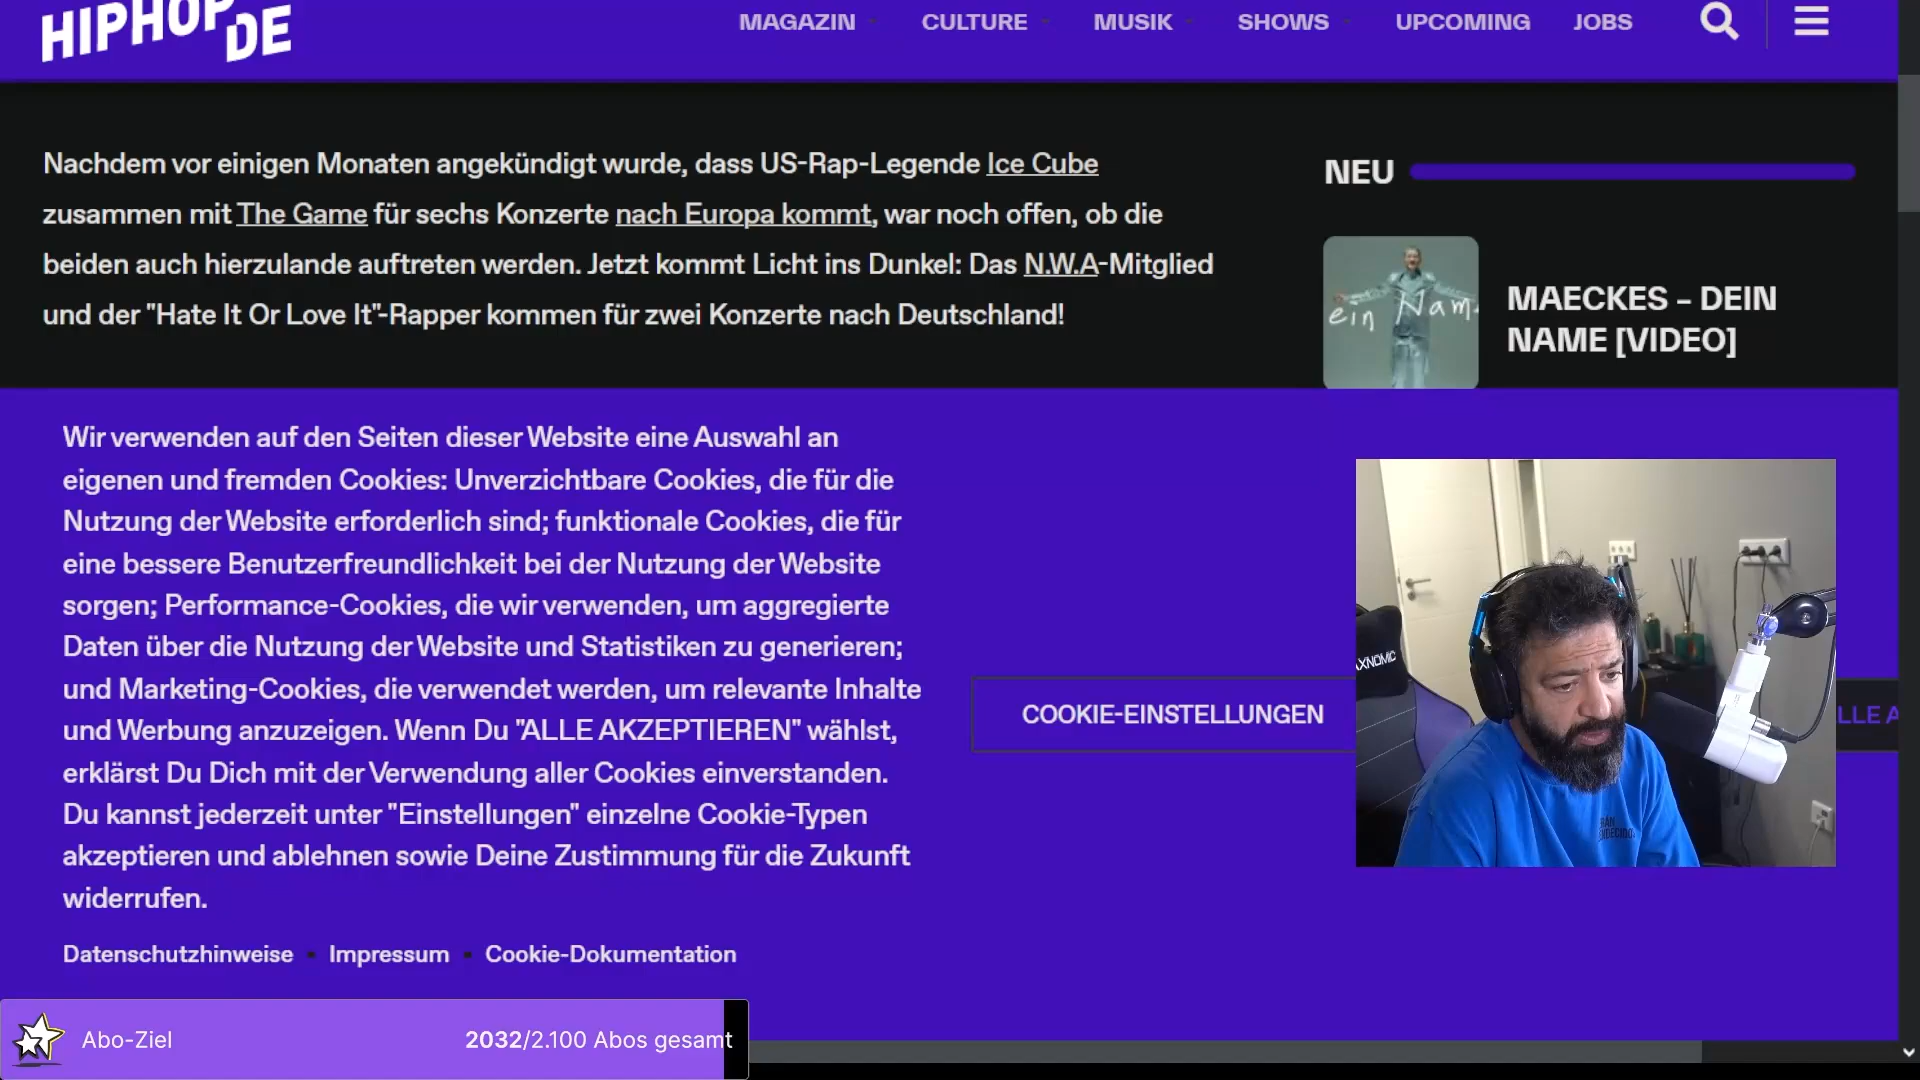 HIPHOP.DE
MAGAZIN CULTURE MUSIK SHOWS UPCOMING JOBS
Nachdem vor einigen Monaten angekündigt wurde, dass US-Rap-Legende Ice Cube
zusammen mit The Game für sechs Konzerte nach Europa kommt, war noch offen, ob die
beiden auch hierzulande auftreten werden. Jetzt kommt Licht ins Dunkel: Das N.W.A-Mitglied
und der "Hate It Or Love It"-Rapper kommen für zwei Konzerte nach Deutschland!
NEU
ein Nam
MAECKES – DEIN
NAME [VIDEO]
Wir verwenden auf den Seiten dieser Website eine Auswahl an
eigenen und fremden Cookies: Unverzichtbare Cookies, die für die
Nutzung der Website erforderlich sind; funktionale Cookies, die für
eine bessere Benutzerfreundlichkeit bei der Nutzung der Website
sorgen; Performance-Cookies, die wir verwenden, um aggregierte
Daten über die Nutzung der Website und Statistiken zu generieren;
und Marketing-Cookies, die verwendet werden, um relevante Inhalte
und Werbung anzuzeigen. Wenn Du "ALLE AKZEPTIEREN" wählst,
erklärst Du Dich mit der Verwendung aller Cookies einverstanden.
Du kannst jederzeit unter "Einstellungen" einzelne Cookie-Typen
akzeptieren und ablehnen sowie Deine Zustimmung für die Zukunft
widerrufen.
COOKIE-EINSTELLUNGEN
LLE A
AXNOMIC
Datenschutzhinweise Impressum Cookie-Dokumentation
Abo-Ziel 2032/2.100 Abos gesamt